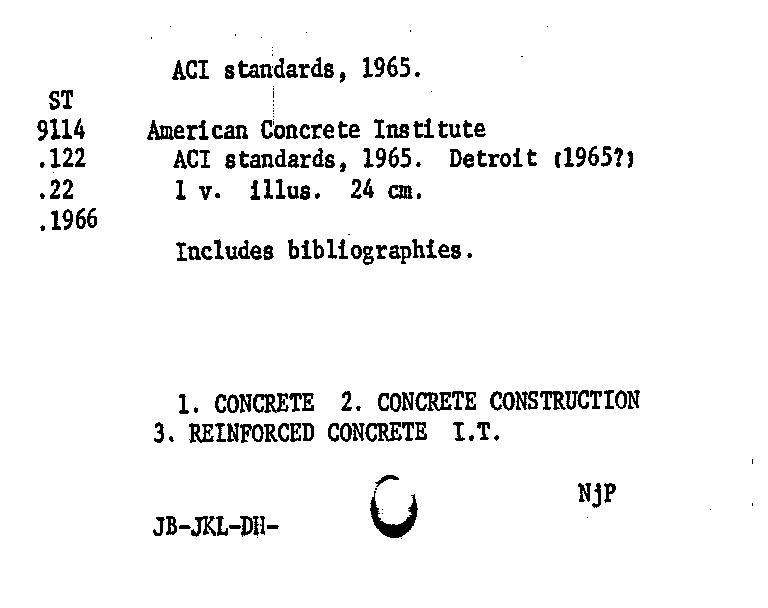 ACI standards, 1965.
ST
9114 American Concrete Institute
.122 ACI standards, 1965. Detroit (1965?)
.22 1 v. illus. 24 cm.
.1966
Includes bibliographies.
1. CONCRETE 2. CONCRETE CONSTRUCTION
3. REINFORCED CONCRETE I.T.
NjP
JB-JKL-DH-